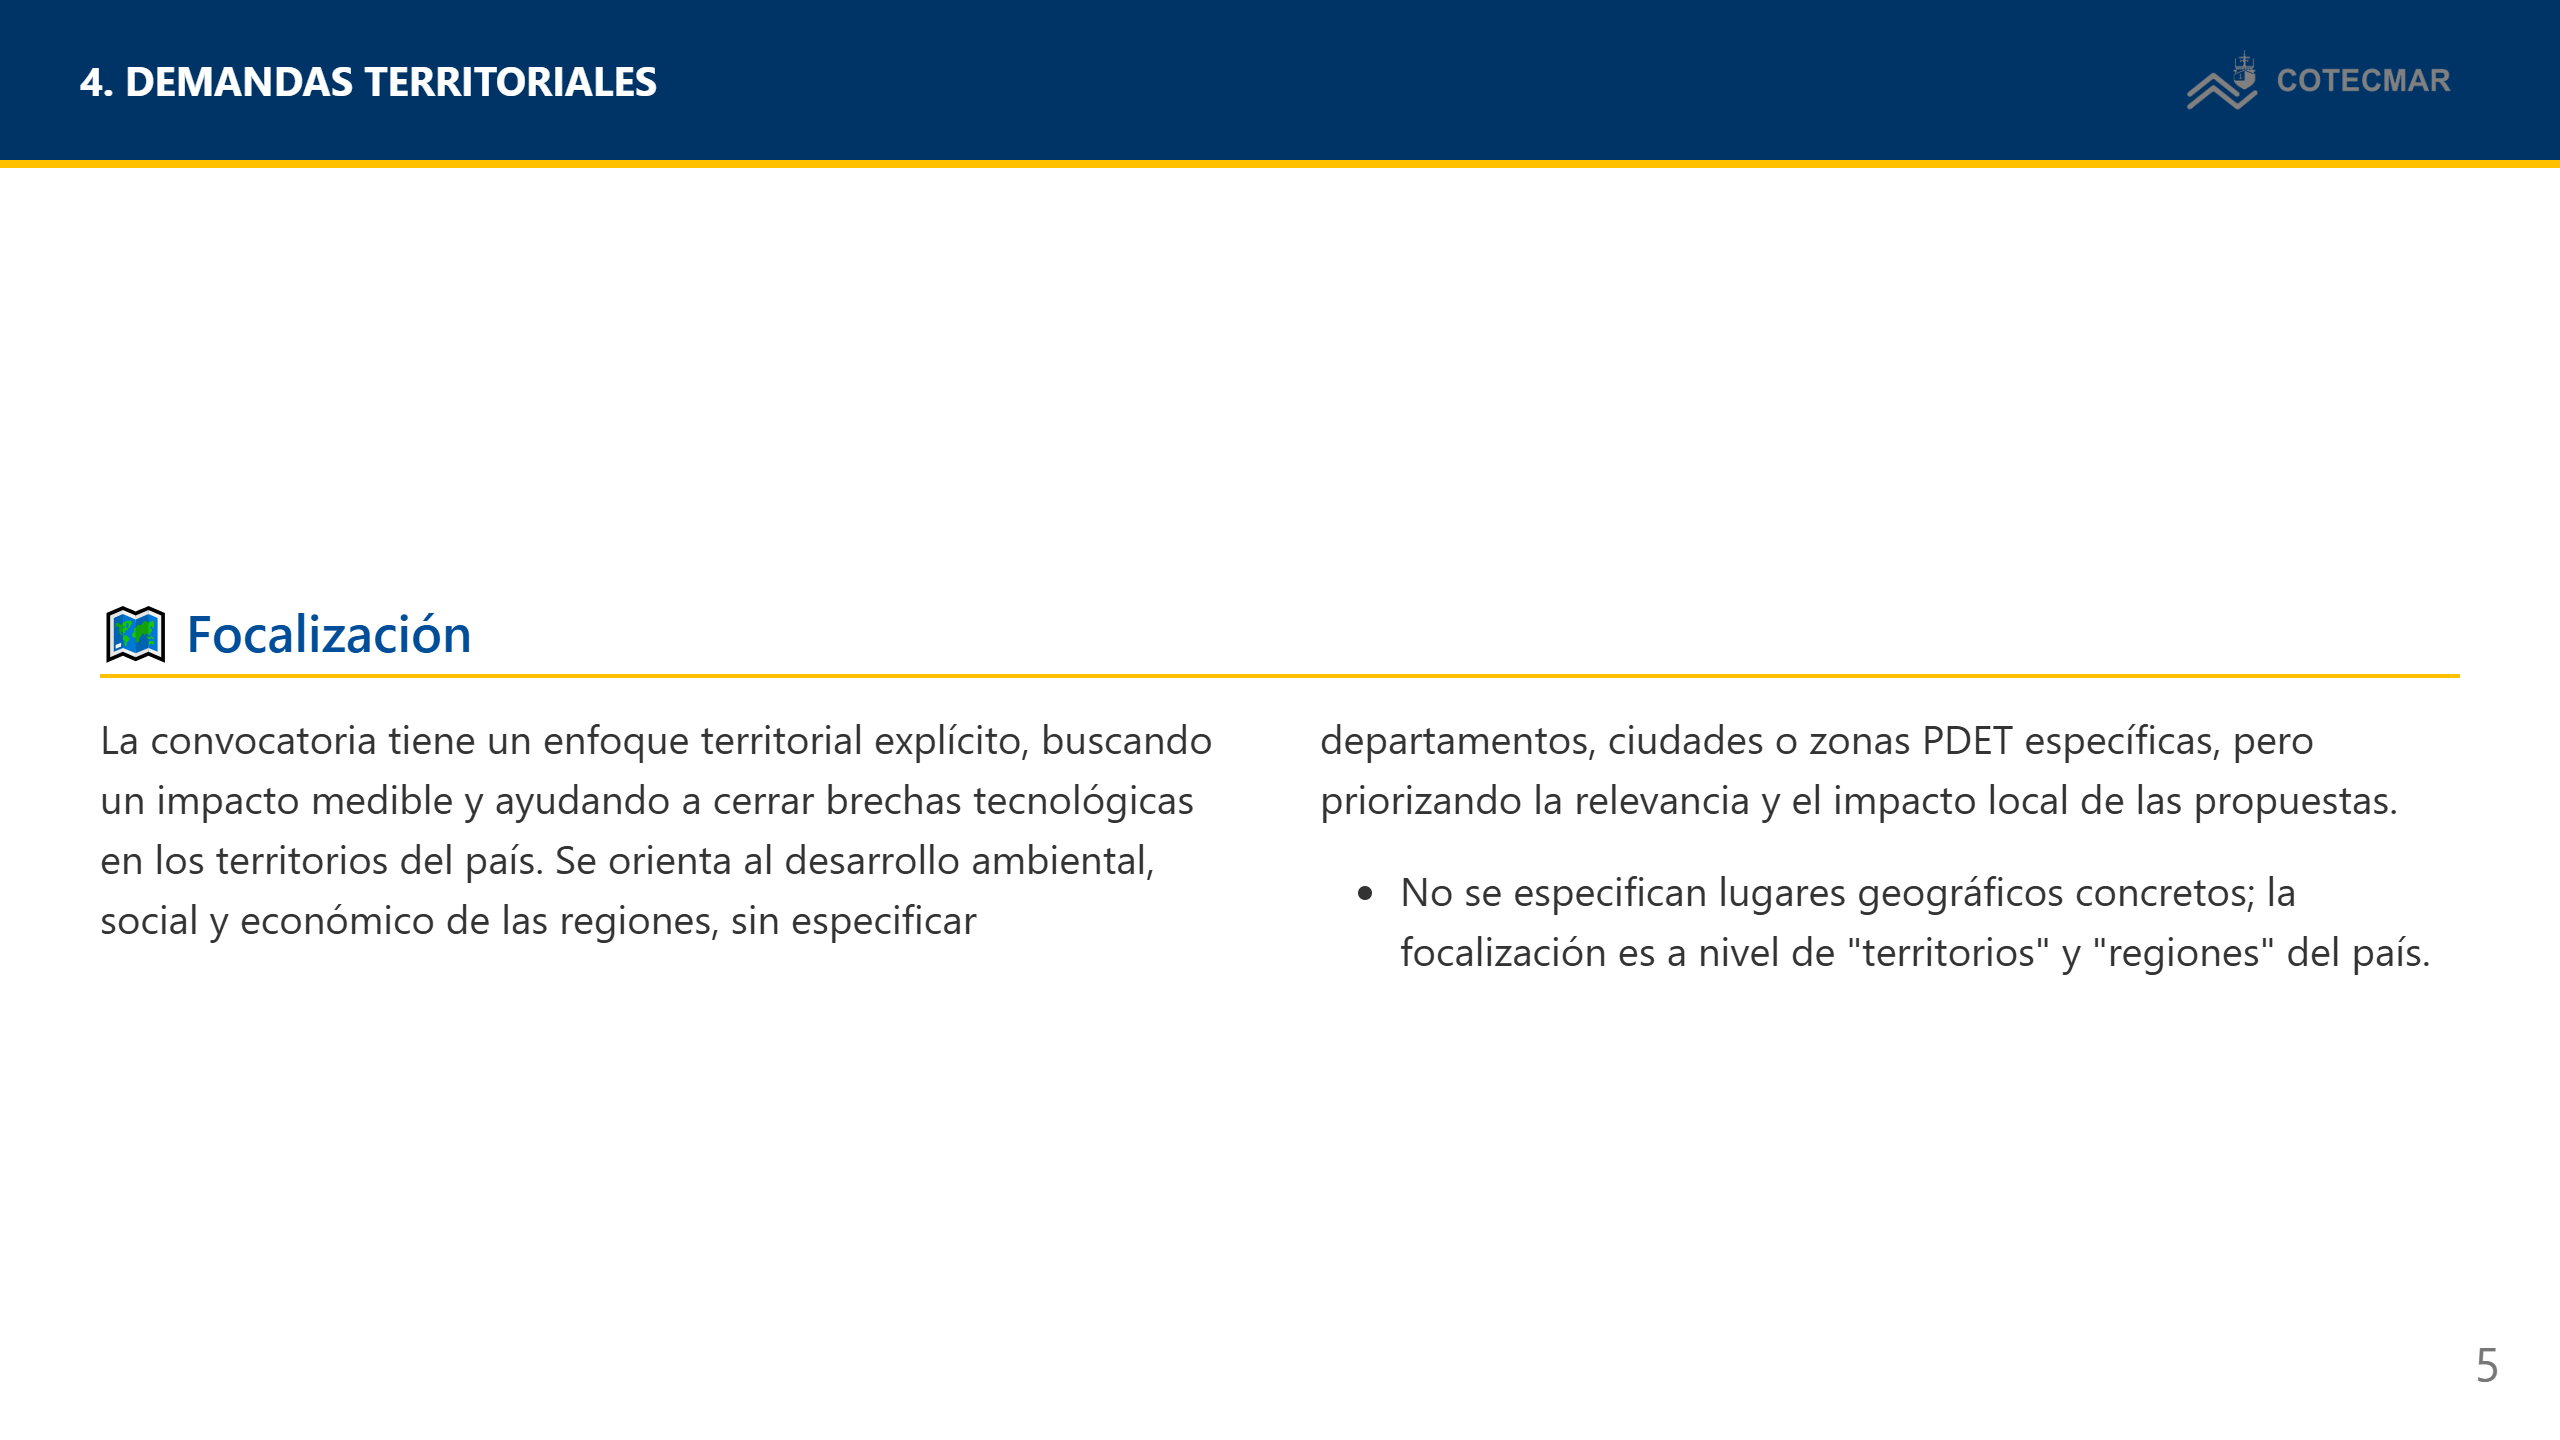 4. DEMANDAS TERRITORIALES
COTECMAR
Focalización
La convocatoria tiene un enfoque territorial explícito, buscando
un impacto medible y ayudando a cerrar brechas tecnológicas
en los territorios del país. Se orienta al desarrollo ambiental,
social y económico de las regiones, sin especificar
departamentos, ciudades o zonas PDET específicas, pero
priorizando la relevancia y el impacto local de las propuestas.
• No se especifican lugares geográficos concretos; la
focalización es a nivel de "territorios" y "regiones" del país.
5